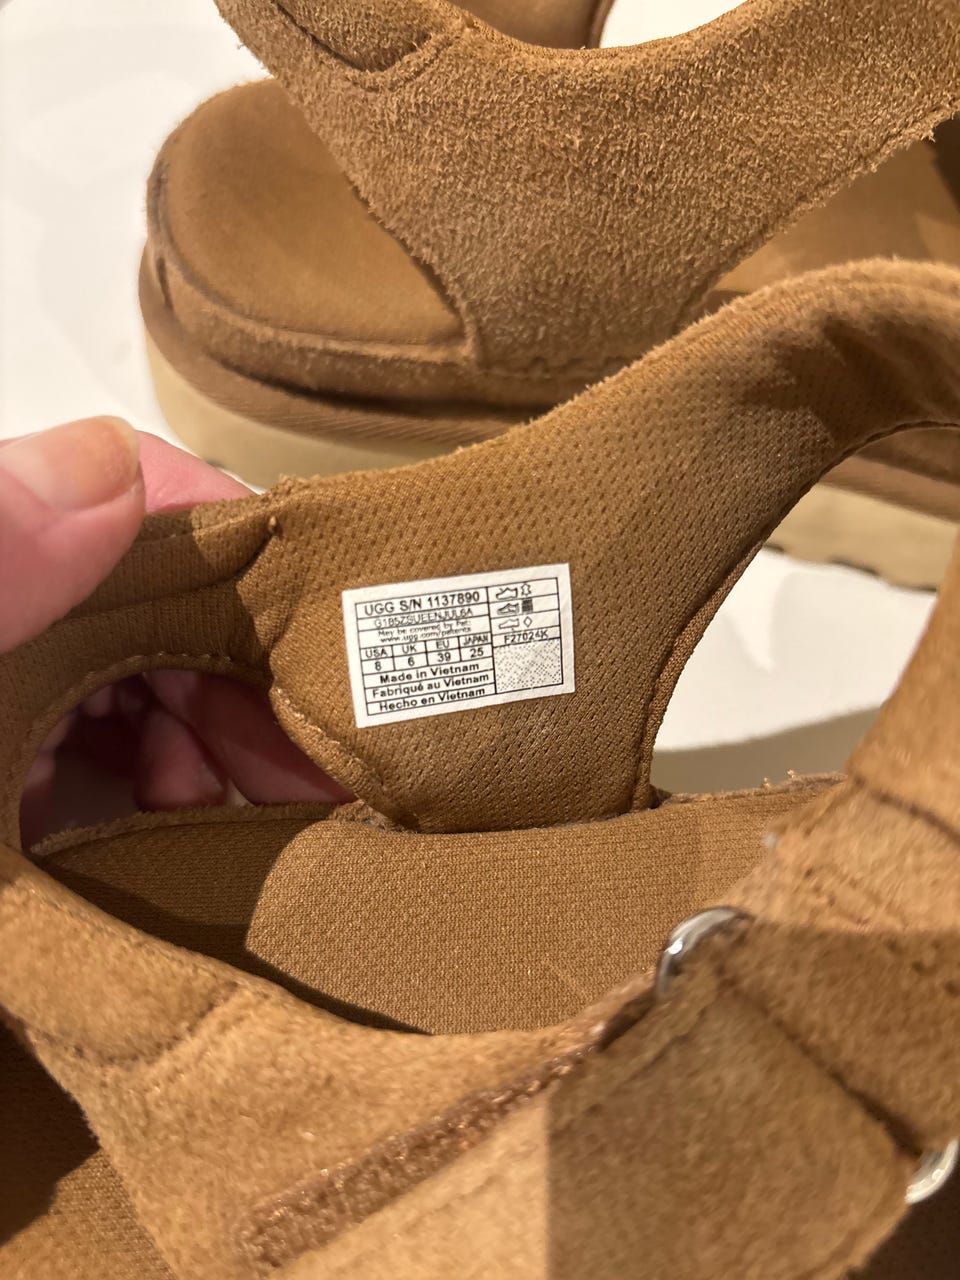 UGG S/N 1137890
G185ZSUEENJUL6A
May be covered by Pat:
www.ugg.com/patents
USA UK EU JAPAN
8 6 39 25
Made in Vietnam
Fabriqué au Vietnam
Hecho en Vietnam
F27024K